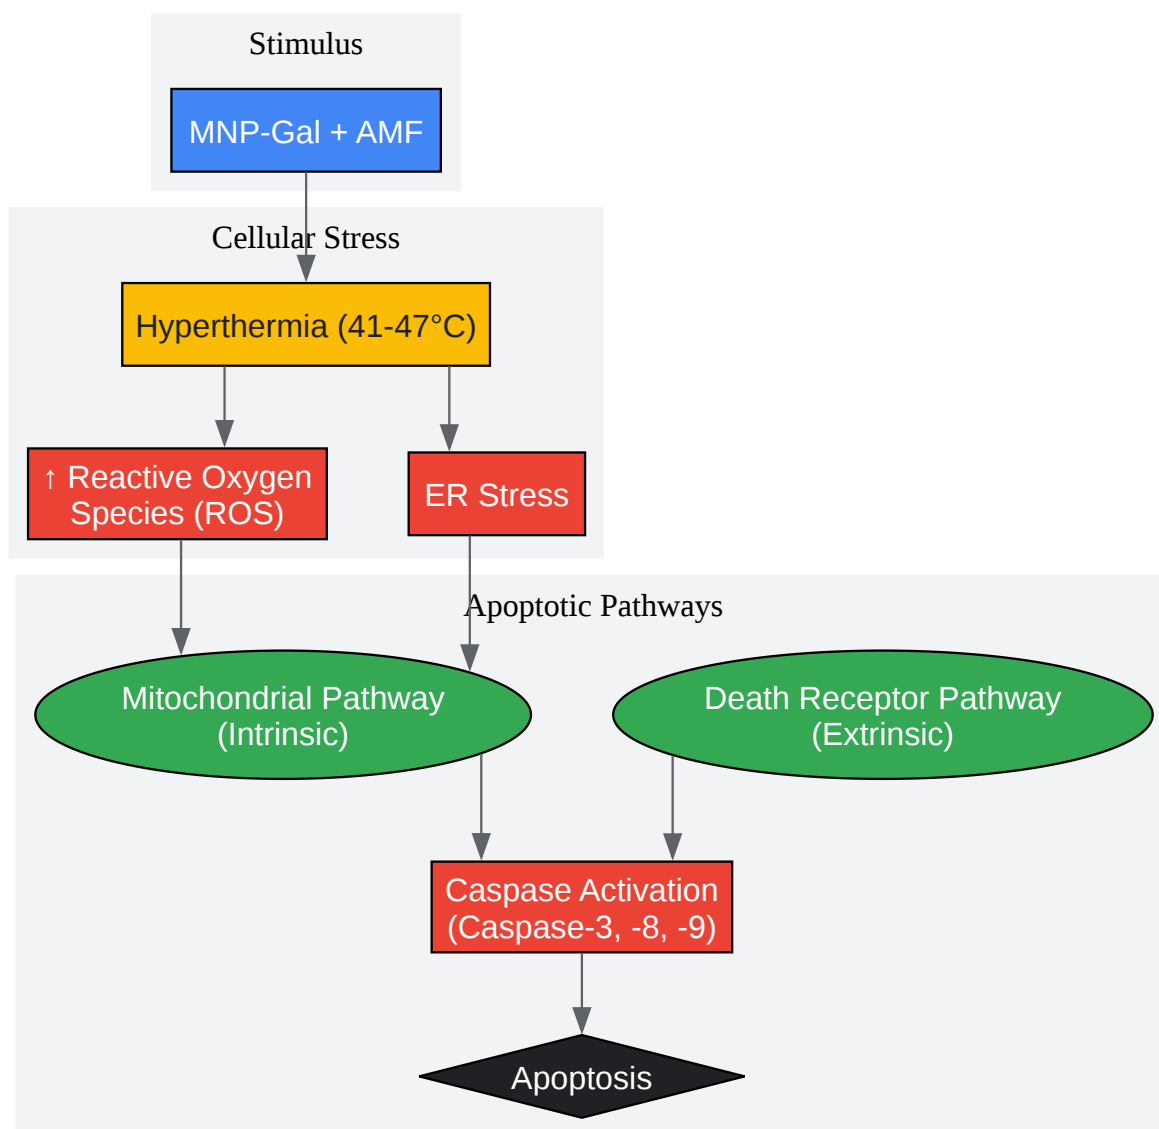 Stimulus
MNP-Gal + AMF
Cellular Stress
Hyperthermia (41-47°C)
↑ Reactive Oxygen
Species (ROS)
ER Stress
Apoptotic Pathways
Mitochondrial Pathway
(Intrinsic)
Death Receptor Pathway
(Extrinsic)
Caspase Activation
(Caspase-3, -8, -9)
Apoptosis